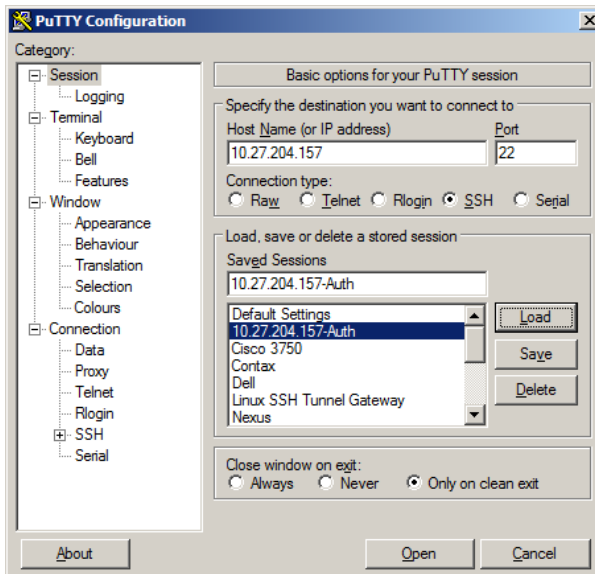 PuTTY Configuration
Category:
Session
Logging
Terminal
Keyboard
Bell
Features
Window
Appearance
Behaviour
Translation
Selection
Colours
Connection
Data
Proxy
Telnet
Rlogin
SSH
Serial
Basic options for your PuTTY session
Specify the destination you want to connect to
Host Name (or IP address) Port
10.27.204.157 22
Connection type:
Raw Telnet Rlogin SSH Serial
Load, save or delete a stored session
Saved Sessions
10.27.204.157-Auth
Default Settings
10.27.204.157-Auth
Cisco 3750
Contax
Dell
Linux SSH Tunnel Gateway
Nexus
Load
Save
Delete
Close window on exit:
Always Never Only on clean exit
About Open Cancel